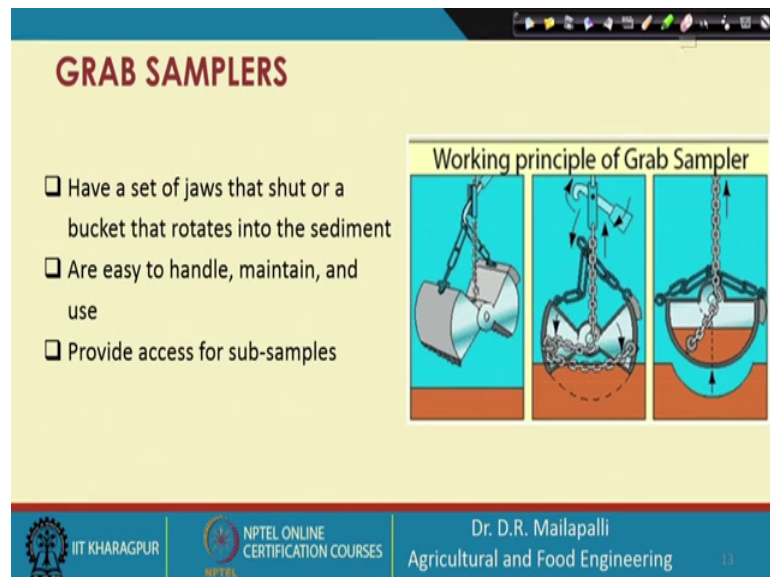 GRAB SAMPLERS
Have a set of jaws that shut or a
bucket that rotates into the sediment
Are easy to handle, maintain, and
use
Provide access for sub-samples
Working principle of Grab Sampler
IIT KHARAGPUR
NPTEL
NPTEL ONLINE
CERTIFICATION COURSES
Dr. D.R. Mailapalli
Agricultural and Food Engineering
13